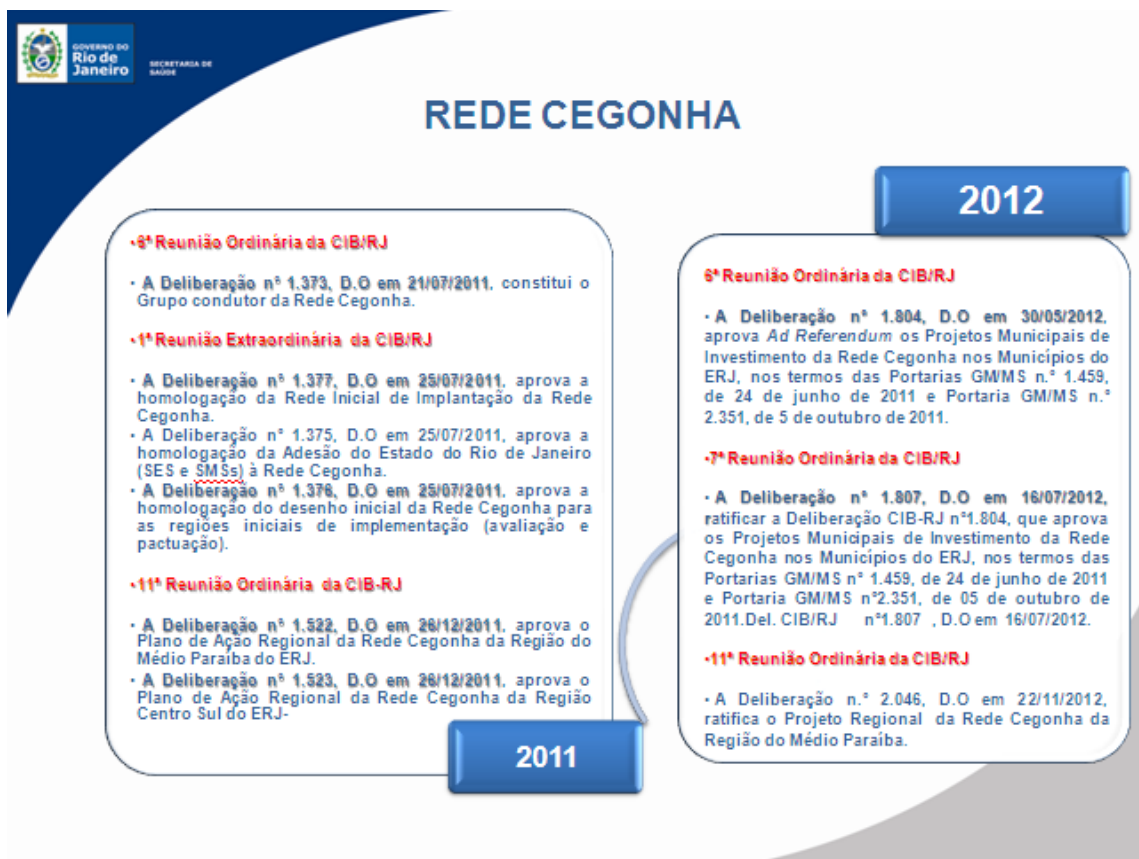 GOVERNO DO
Rio de
Janeiro
SECRETARIA DE
SAÚDE
REDE CEGONHA
•6ª Reunião Ordinária da CIB/RJ
• A Deliberação nº 1.373, D.O em 21/07/2011, constitui o
Grupo condutor da Rede Cegonha.
•1ª Reunião Extraordinária da CIB/RJ
• A Deliberação nº 1.377, D.O em 25/07/2011, aprova a
homologação da Rede Inicial de Implantação da Rede
Cegonha.
• A Deliberação nº 1.375, D.O em 25/07/2011, aprova a
homologação da Adesão do Estado do Rio de Janeiro
(SES e SMSs) à Rede Cegonha.
• A Deliberação nº 1.376, D.O em 25/07/2011, aprova a
homologação do desenho inicial da Rede Cegonha para
as regiões iniciais de implementação (avaliação e
pactuação).
•11ª Reunião Ordinária da CIB-RJ
• A Deliberação nº 1.522, D.O em 26/12/2011, aprova o
Plano de Ação Regional da Rede Cegonha da Região do
Médio Paraíba do ERJ.
• A Deliberação nº 1.523, D.O em 26/12/2011, aprova o
Plano de Ação Regional da Rede Cegonha da Região
Centro Sul do ERJ-
2011
2012
6ª Reunião Ordinária da CIB/RJ
• A Deliberação nº 1.804, D.O em 30/05/2012,
aprova Ad Referendum os Projetos Municipais de
Investimento da Rede Cegonha nos Municípios do
ERJ, nos termos das Portarias GM/MS n.º 1.459,
de 24 de junho de 2011 e Portaria GM/MS n.º
2.351, de 5 de outubro de 2011.
•7ª Reunião Ordinária da CIB/RJ
• A Deliberação nº 1.807, D.O em 16/07/2012,
ratificar a Deliberação CIB-RJ nº1.804, que aprova
os Projetos Municipais de Investimento da Rede
Cegonha nos Municípios do ERJ, nos termos das
Portarias GM/MS nº 1.459, de 24 de junho de 2011
e Portaria GM/MS nº2.351, de 05 de outubro de
2011.Del. CIB/RJ nº1.807 , D.O em 16/07/2012.
•11ª Reunião Ordinária da CIB/RJ
• A Deliberação n.º 2.046, D.O em 22/11/2012,
ratifica o Projeto Regional da Rede Cegonha da
Região do Médio Paraíba.